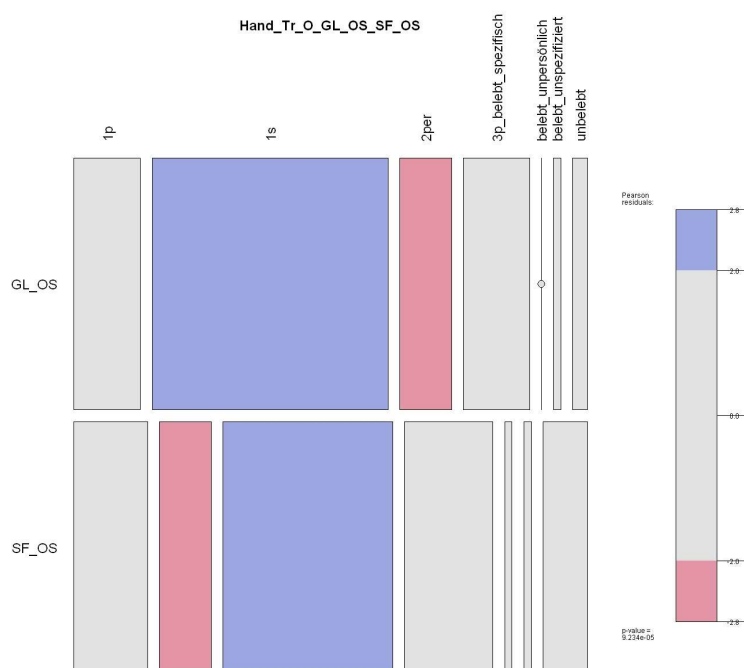 Hand_Tr_O_GL_OS_SF_OS
1p
1s
2per
3p_belebt_spezifisch
belebt_unpersönlich
belebt_unspezifiziert
unbelebt
GL_OS
SF_OS
Pearson
residuals:
2.8
2.0
0.0
-2.0
-2.8
p-value =
9.234e-05